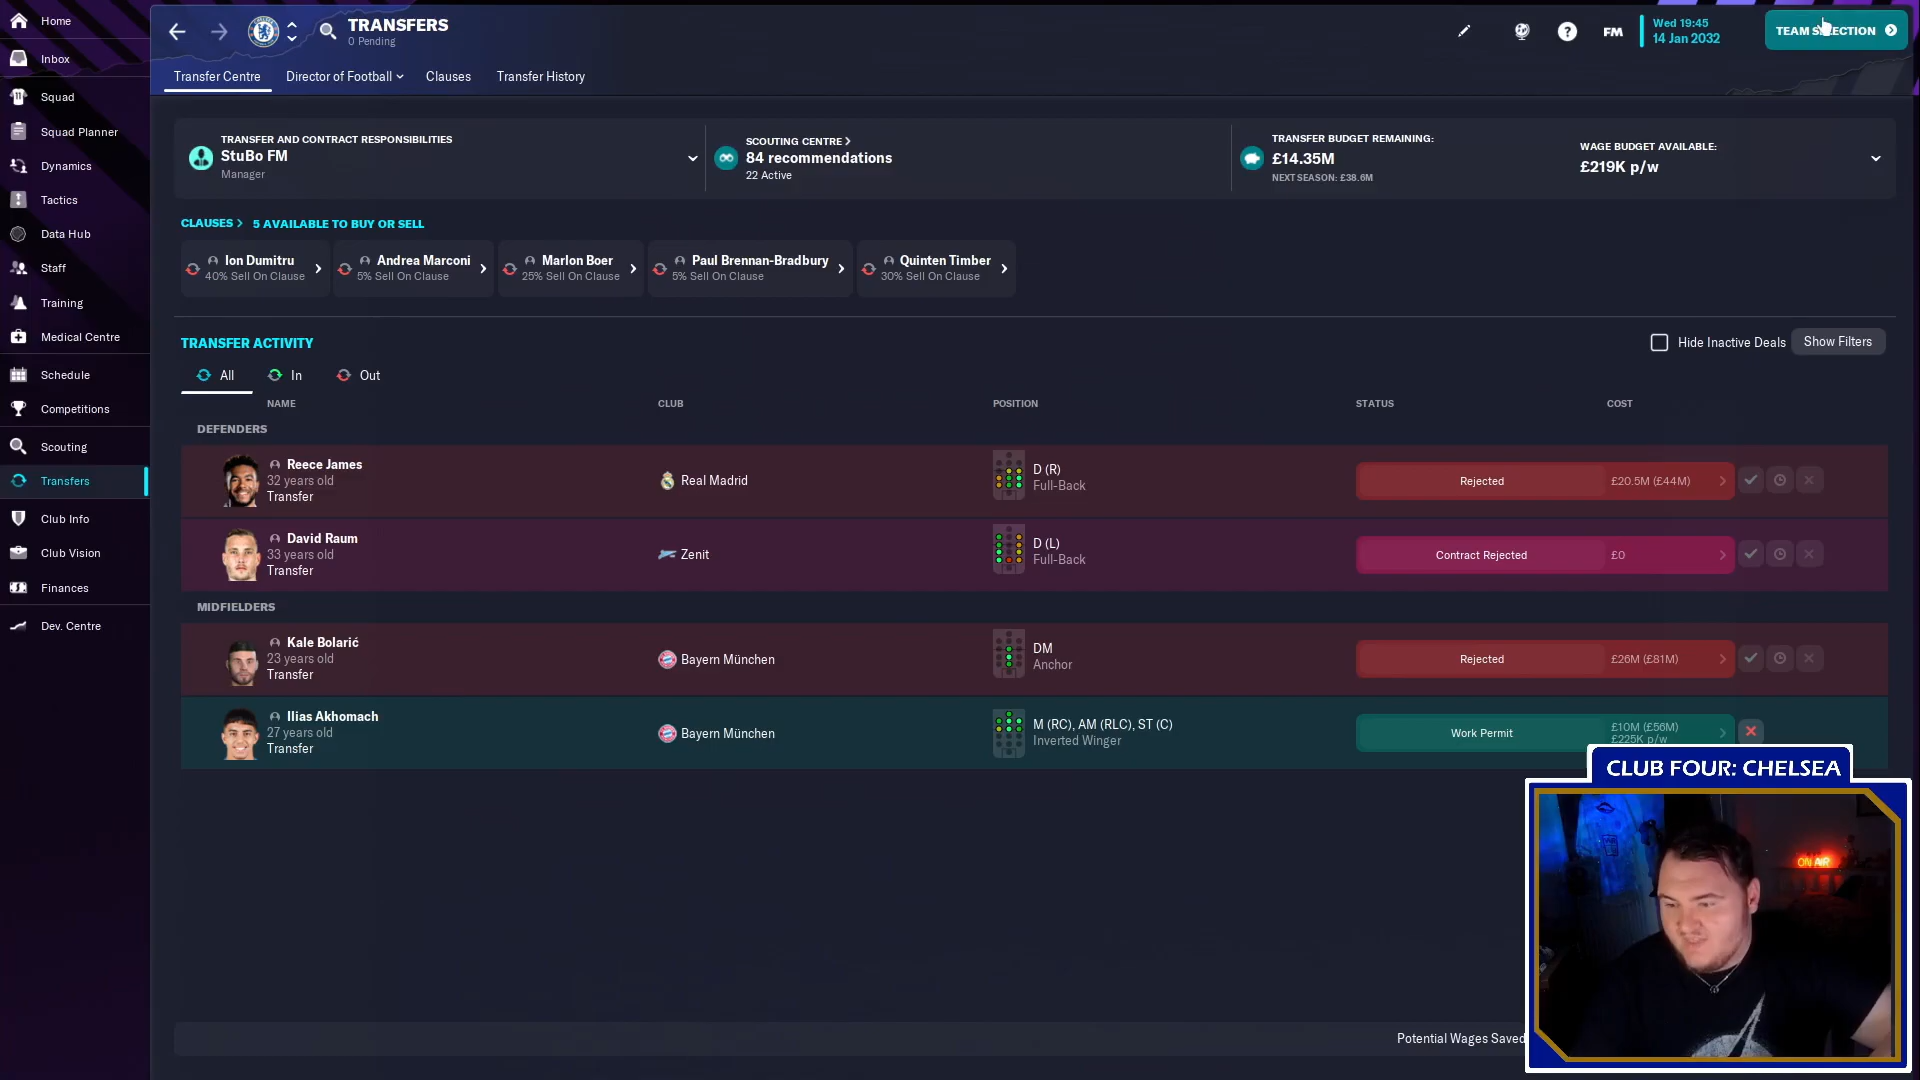 Home
Inbox
Squad
Squad Planner
Dynamics
Tactics
Data Hub
Staff
Training
Medical Centre
Schedule
Competitions
Scouting
Transfers
Club Info
Club Vision
Finances
Dev. Centre
TRANSFERS
0 Pending
FM
Wed 19:45
14 Jan 2032
TEAM SELECTION
Transfer Centre
Director of Football
Clauses
Transfer History
TRANSFER AND CONTRACT RESPONSIBILITIES
StuBo FM
Manager
SCOUTING CENTRE >
84 recommendations
22 Active
TRANSFER BUDGET REMAINING:
£14.35M
NEXT SEASON: £38.6M
WAGE BUDGET AVAILABLE:
£219K p/w
CLAUSES > 5 AVAILABLE TO BUY OR SELL
Ion Dumitru
40% Sell On Clause
Andrea Marconi
5% Sell On Clause
Marlon Boer
25% Sell On Clause
Paul Brennan-Bradbury
5% Sell On Clause
Quinten Timber
30% Sell On Clause
TRANSFER ACTIVITY
Hide Inactive Deals
Show Filters
All
In
Out
NAME CLUB POSITION STATUS COST
DEFENDERS
Reece James
32 years old
Transfer
Real Madrid
D (R)
Full-Back
Rejected
£20.5M (£44M)
David Raum
33 years old
Transfer
Zenit
D (L)
Full-Back
Contract Rejected
£0
MIDFIELDERS
Kale Bolarić
23 years old
Transfer
Bayern München
DM
Anchor
Rejected
£26M (£81M)
Ilias Akhomach
27 years old
Transfer
Bayern München
M (RC), AM (RLC), ST (C)
Inverted Winger
Work Permit
£10M (£56M)
£225K p/w
CLUB FOUR: CHELSEA
ON AIR
Potential Wages Saved